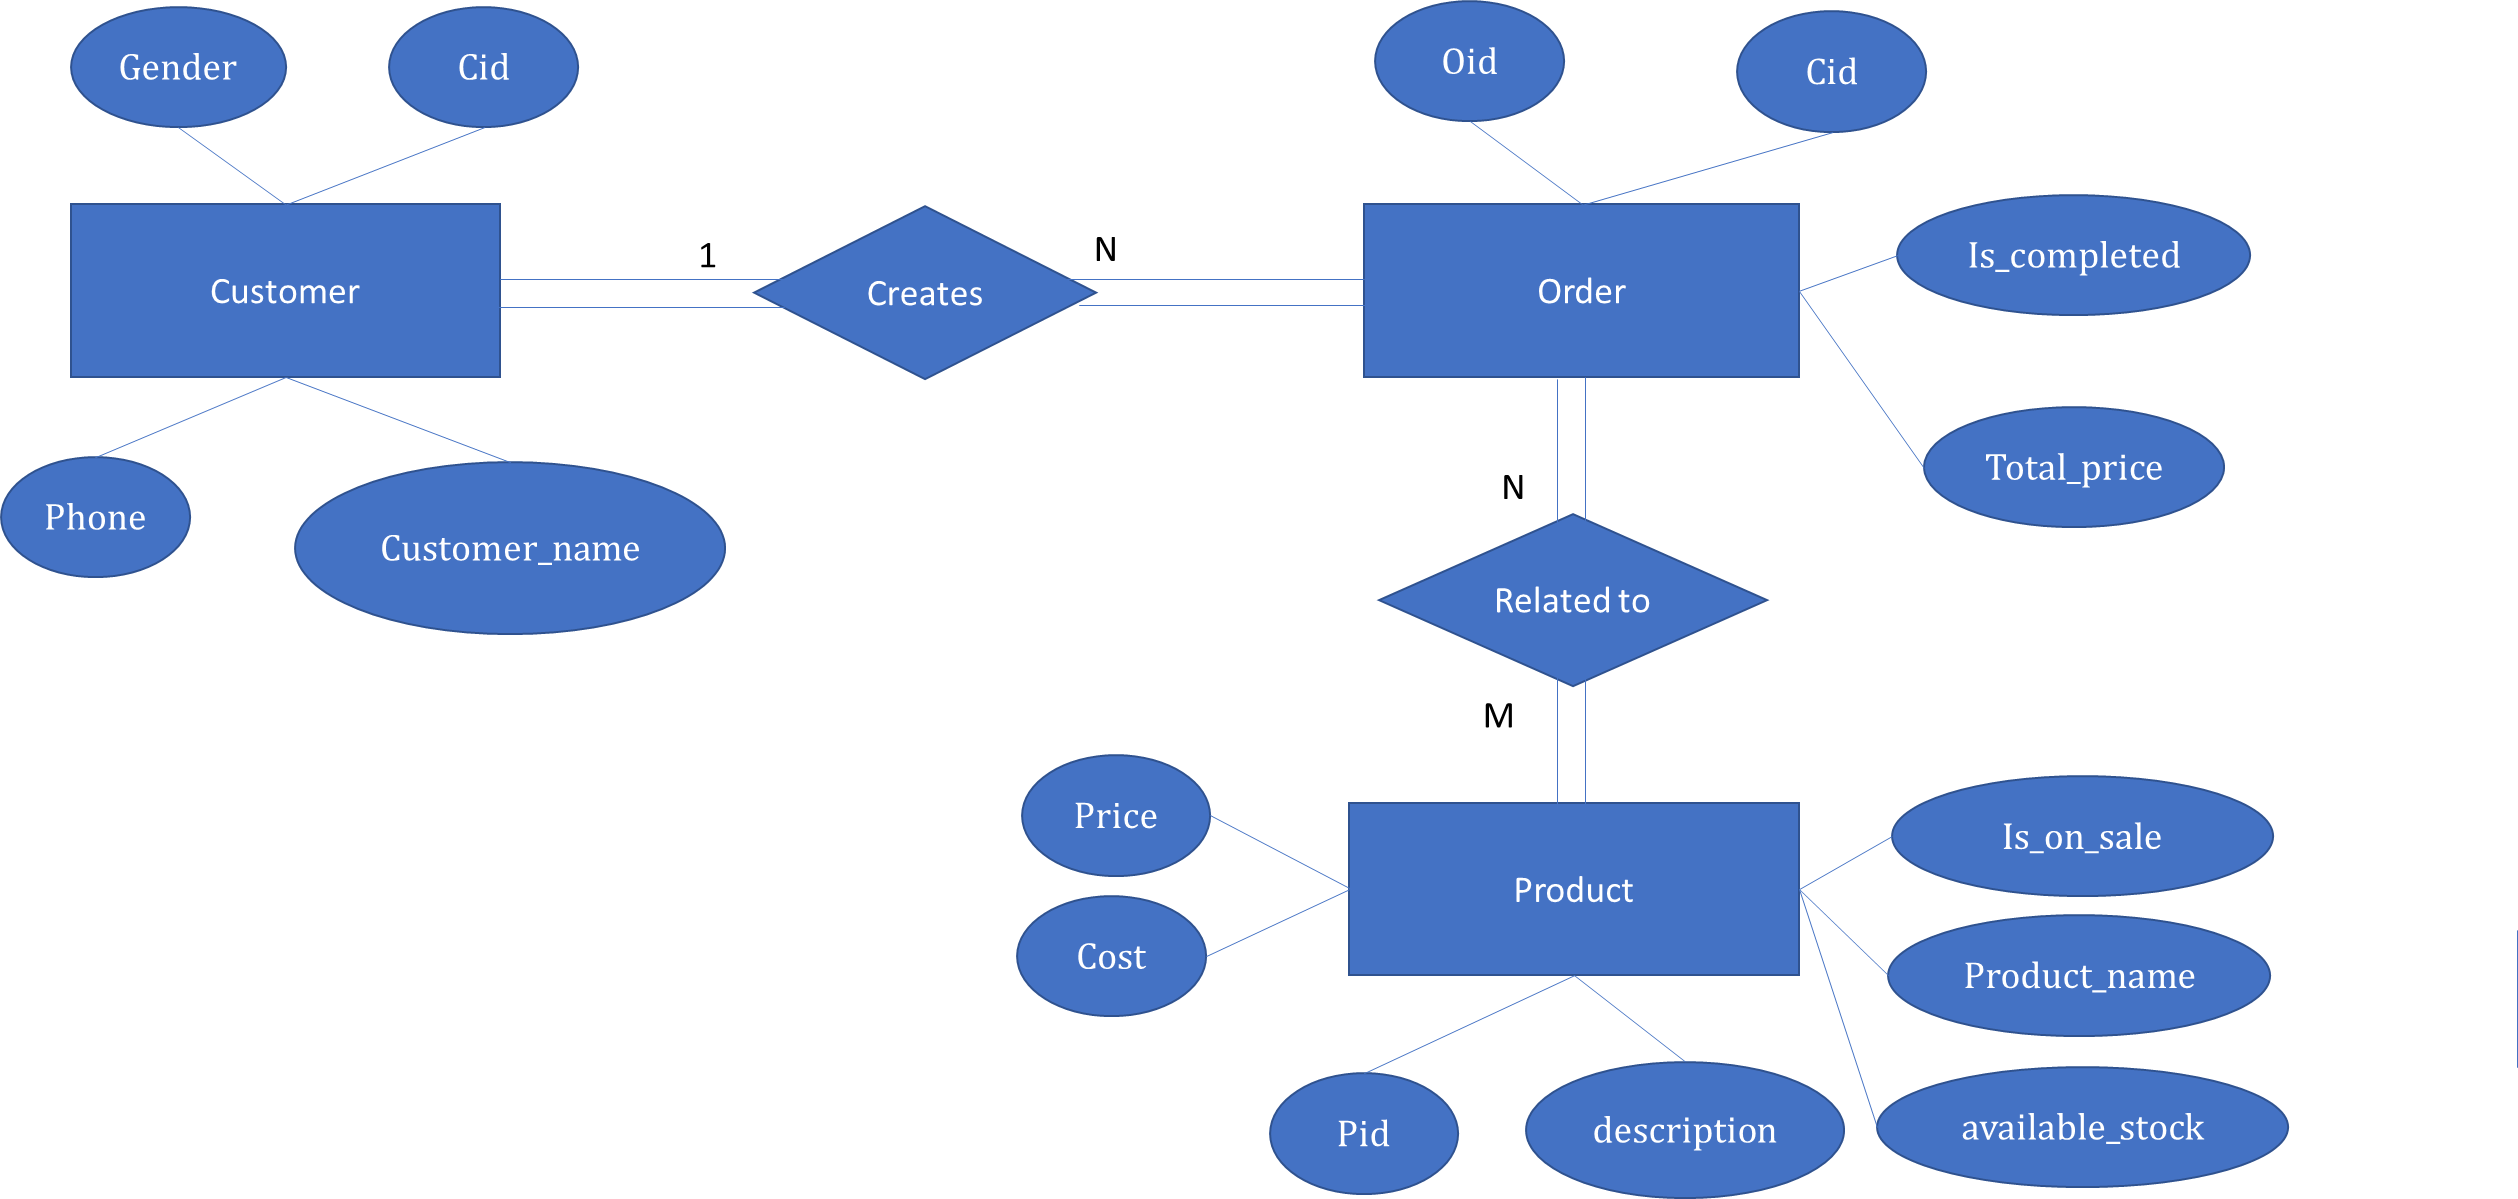 Gender
Cid
Oid
Cid
Customer
1
Creates
N
Order
Is_completed
Total_price
Phone
Customer_name
N
Related to
M
Price
Cost
Product
Is_on_sale
Product_name
Pid
description
available_stock